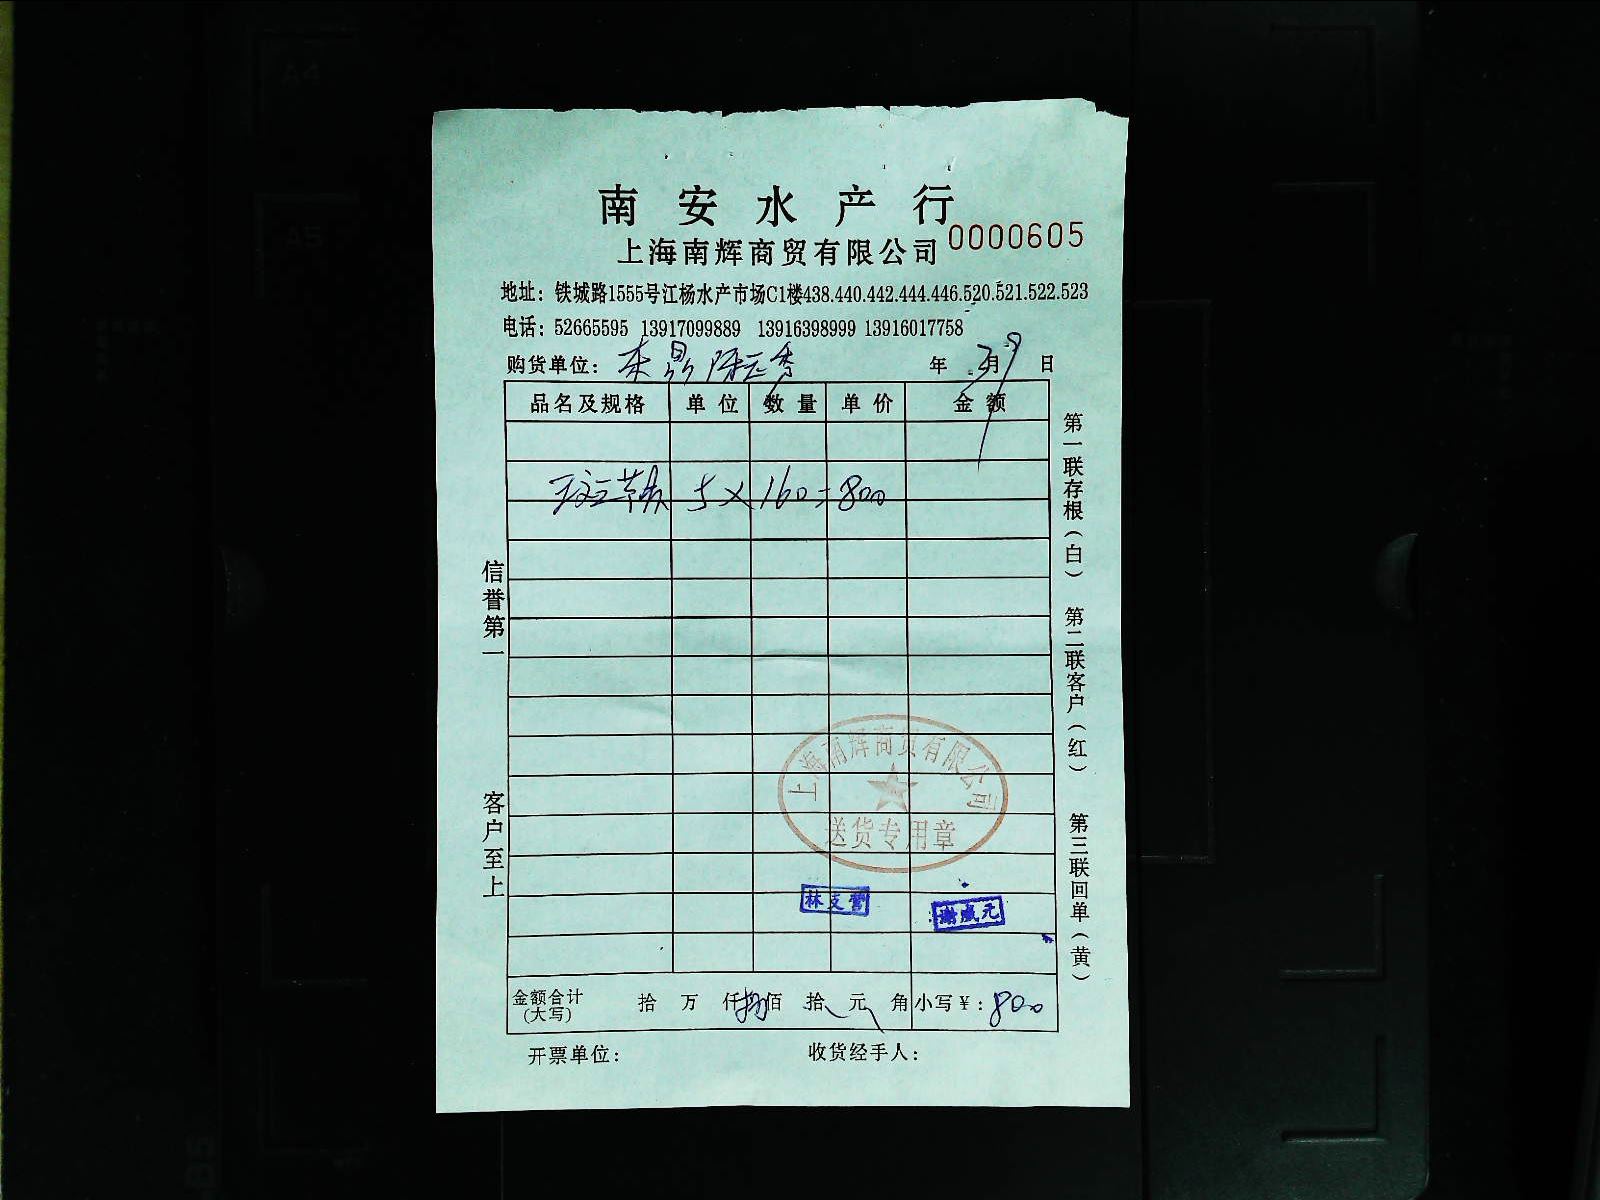 南安水产行
上海南辉商贸有限公司 0000605
地址：铁城路1555号江杨水产市场C1楼438.440.442.444.446.520.521.522.523
电话：52665595 13917099889 13916398999 13916017758
购货单位： 年 3月9日
品名及规格 单位 数量 单价 金额
5×160=800
信誉第一
客户至上
第一联存根（白）
第二联客户（红）
第三联回单（黄）
上海南辉商贸有限公司
送货专用章
金额合计 拾 万 仟 捌佰 拾 元 角 小写￥：800
（大写）
开票单位： 收货经手人：